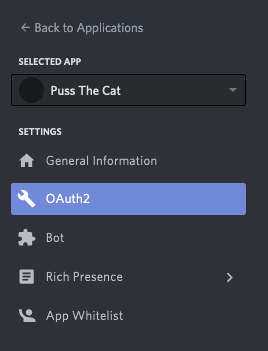 ← Back to Applications
SELECTED APP
Puss The Cat
SETTINGS
General Information
OAuth2
Bot
Rich Presence
App Whitelist